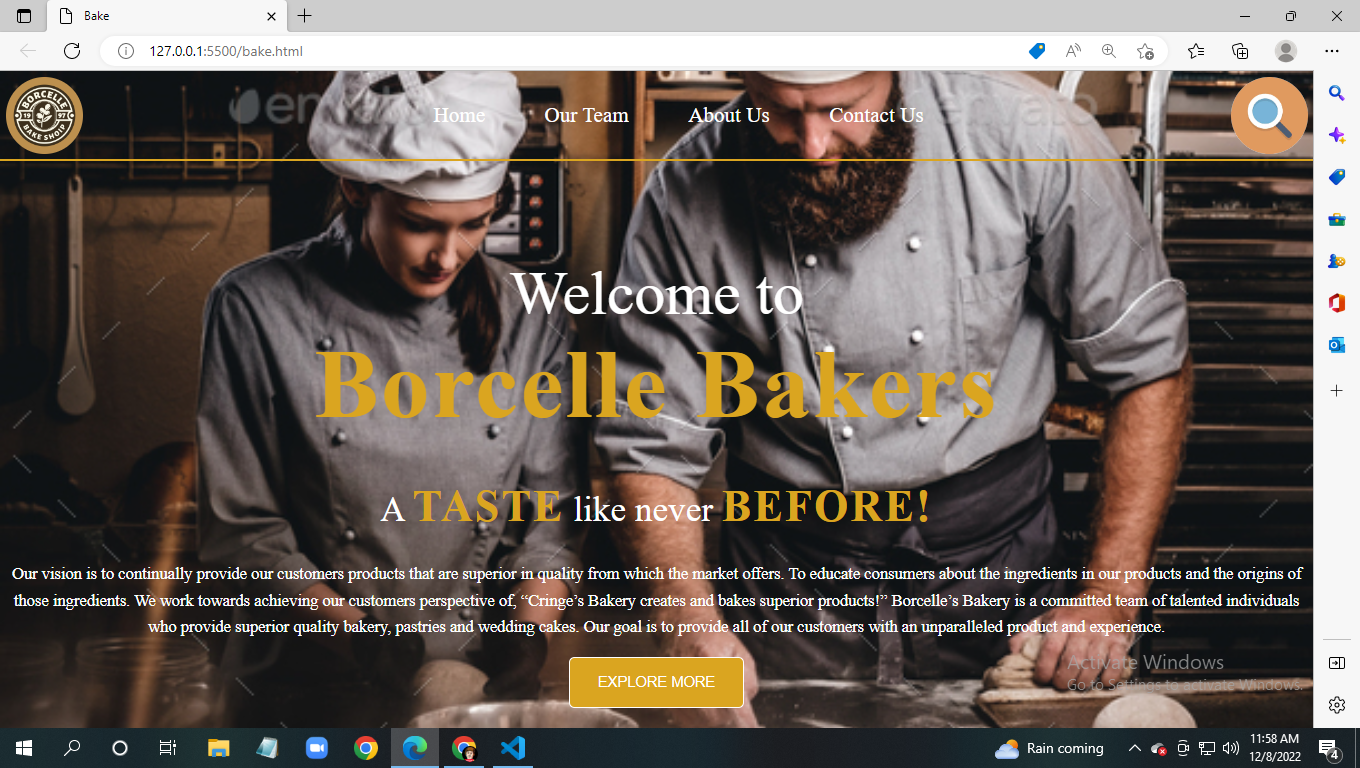 Bake
127.0.0.1:5500/bake.html
BORCELLE
19 97
BAKE SHOP
envato
envato
Home Our Team About Us Contact Us
Welcome to
Borcelle Bakers
A TASTE like never BEFORE!
Our vision is to continually provide our customers products that are superior in quality from which the market offers. To educate consumers about the ingredients in our products and the origins of
those ingredients. We work towards achieving our customers perspective of, “Cringe’s Bakery creates and bakes superior products!” Borcelle’s Bakery is a committed team of talented individuals
who provide superior quality bakery, pastries and wedding cakes. Our goal is to provide all of our customers with an unparalleled product and experience.
EXPLORE MORE
Activate Windows
Go to Settings to activate Windows.
Rain coming
11:58 AM
12/8/2022
4